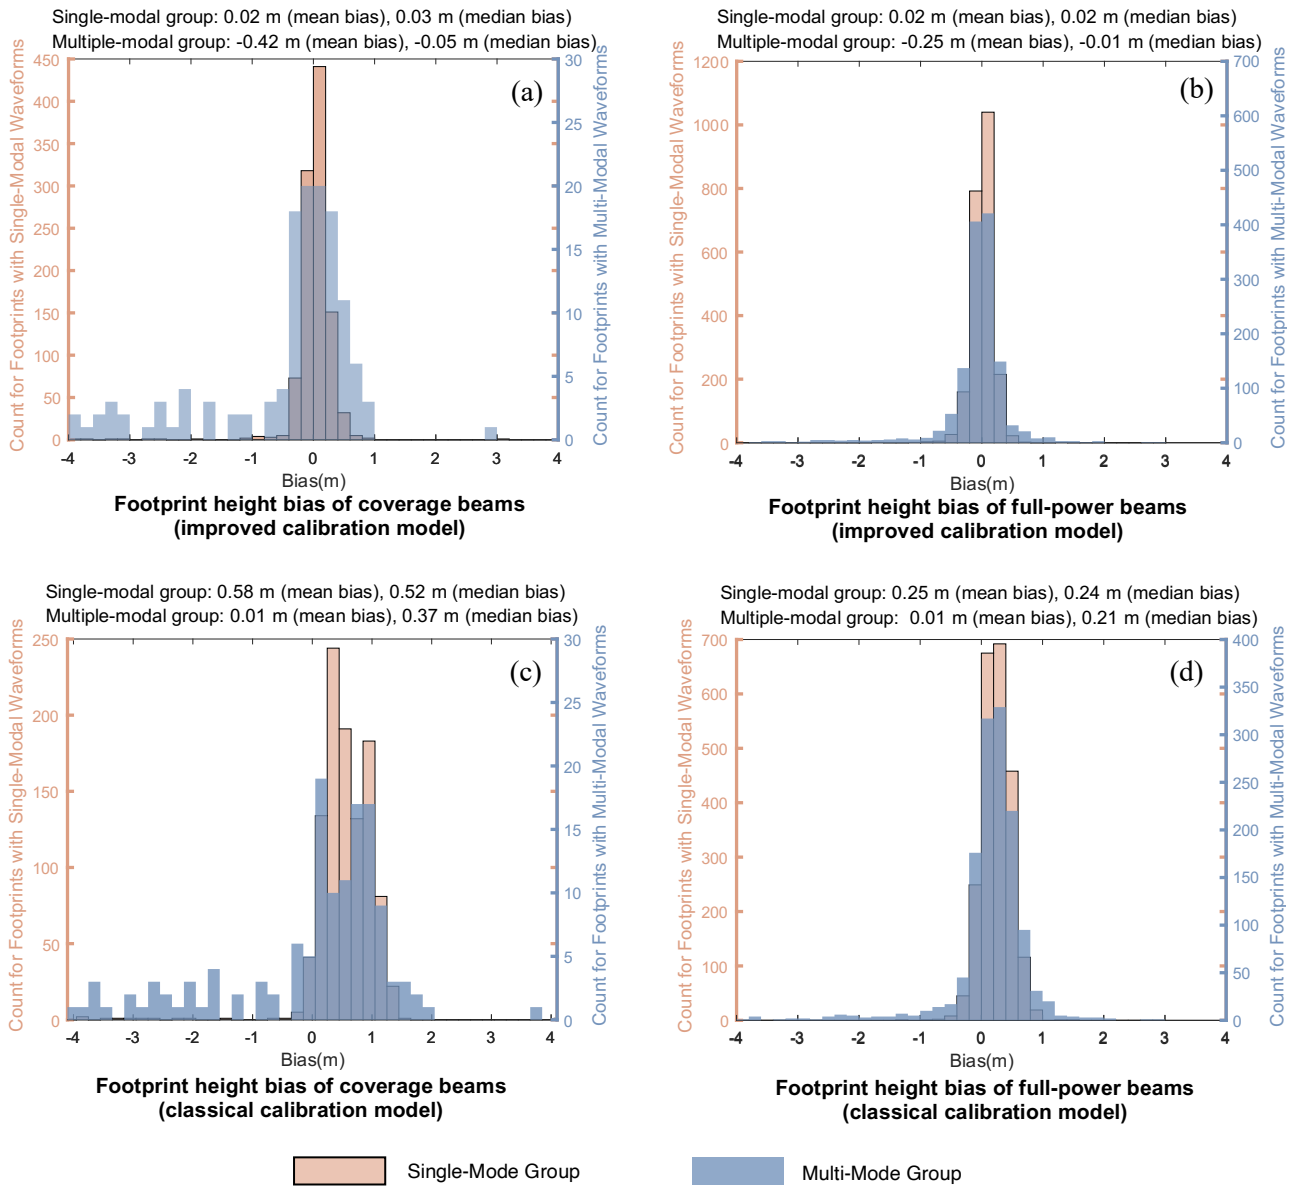 Single-modal group: 0.02 m (mean bias), 0.03 m (median bias)
Multiple-modal group: -0.42 m (mean bias), -0.05 m (median bias)
Count for Footprints with Single-Modal Waveforms
450
400
350
300
250
200
150
100
50
0
(a)
30
25
20
15
10
5
0
Count for Footprints with Multi-Modal Waveforms
-4 -3 -2 -1 0 1 2 3 4
Bias(m)
Footprint height bias of coverage beams
(improved calibration model)
Single-modal group: 0.02 m (mean bias), 0.02 m (median bias)
Multiple-modal group: -0.25 m (mean bias), -0.01 m (median bias)
Count for Footprints with Single-Modal Waveforms
1200
1000
800
600
400
200
0
(b)
700
600
500
400
300
200
100
0
Count for Footprints with Multi-Modal Waveforms
-4 -3 -2 -1 0 1 2 3 4
Bias(m)
Footprint height bias of full-power beams
(improved calibration model)
Single-modal group: 0.58 m (mean bias), 0.52 m (median bias)
Multiple-modal group: 0.01 m (mean bias), 0.37 m (median bias)
Count for Footprints with Single-Modal Waveforms
250
200
150
100
50
0
(c)
30
25
20
15
10
5
0
Count for Footprints with Multi-Modal Waveforms
-4 -3 -2 -1 0 1 2 3 4
Bias(m)
Footprint height bias of coverage beams
(classical calibration model)
Single-modal group: 0.25 m (mean bias), 0.24 m (median bias)
Multiple-modal group: 0.01 m (mean bias), 0.21 m (median bias)
Count for Footprints with Single-Modal Waveforms
700
600
500
400
300
200
100
0
(d)
400
350
300
250
200
150
100
50
0
Count for Footprints with Multi-Modal Waveforms
-4 -3 -2 -1 0 1 2 3 4
Bias(m)
Footprint height bias of full-power beams
(classical calibration model)
Single-Mode Group
Multi-Mode Group